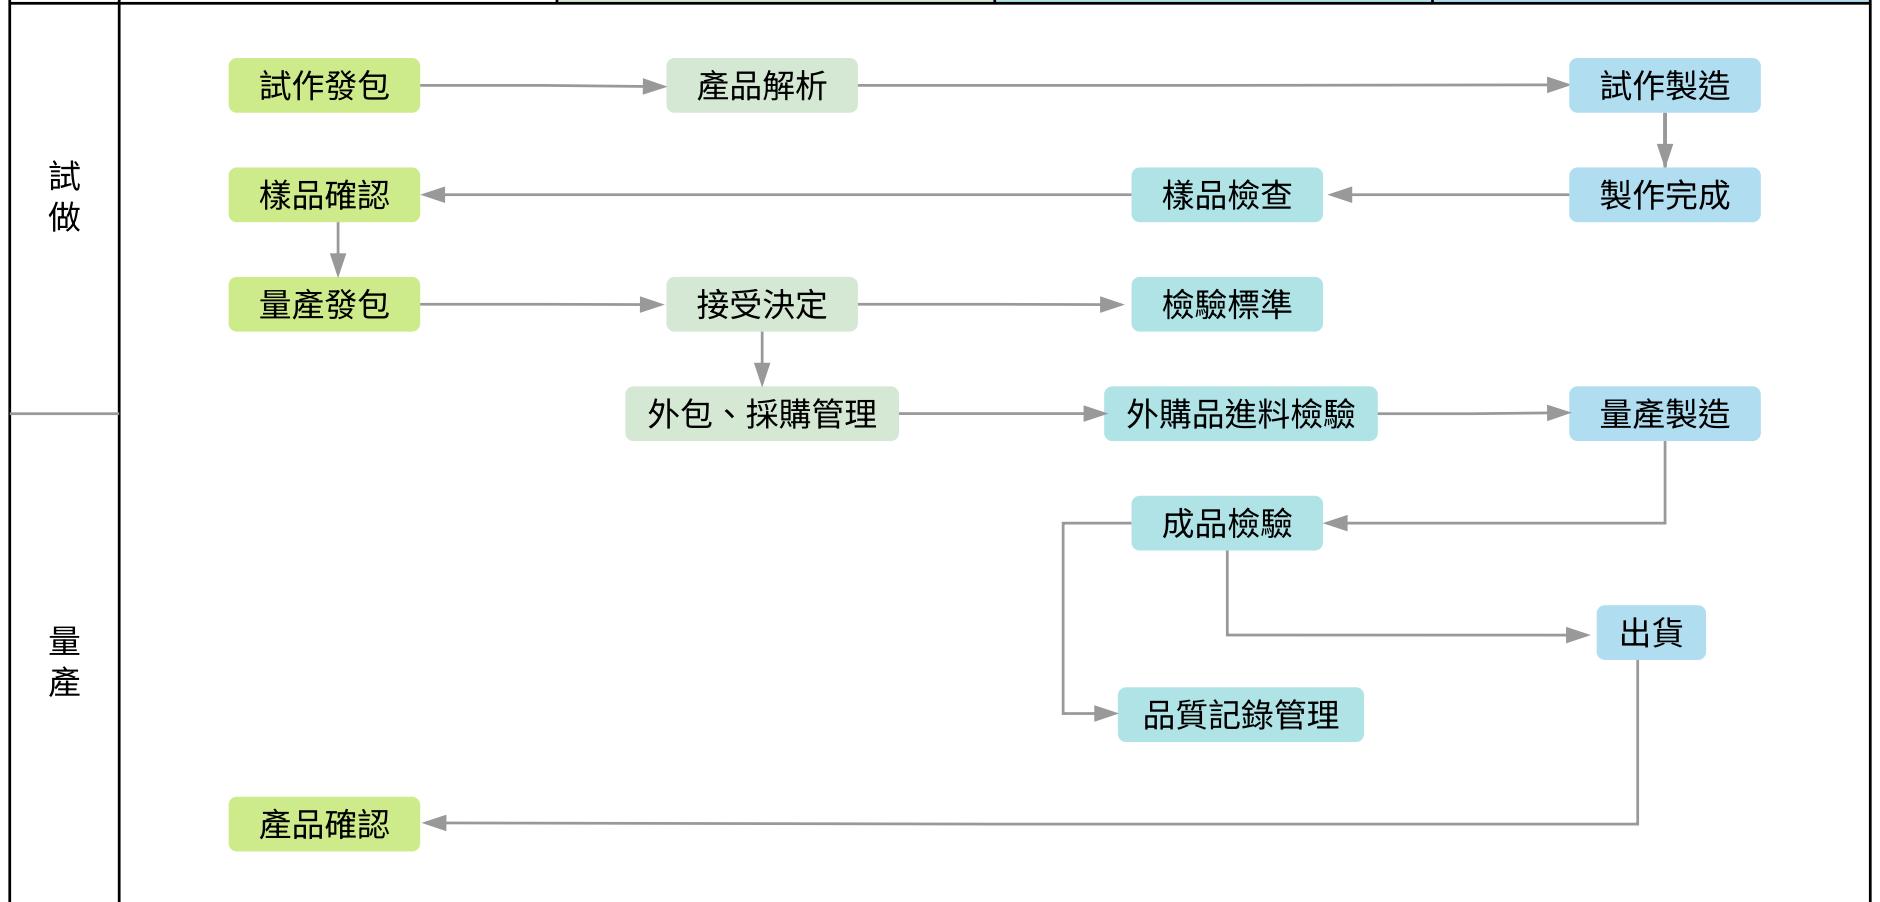 試
做
試作發包
產品解析
試作製造
樣品確認
樣品檢查
製作完成
量產發包
接受決定
檢驗標準
外包、採購管理
外購品進料檢驗
量產製造
量
產
成品檢驗
出貨
品質記錄管理
產品確認